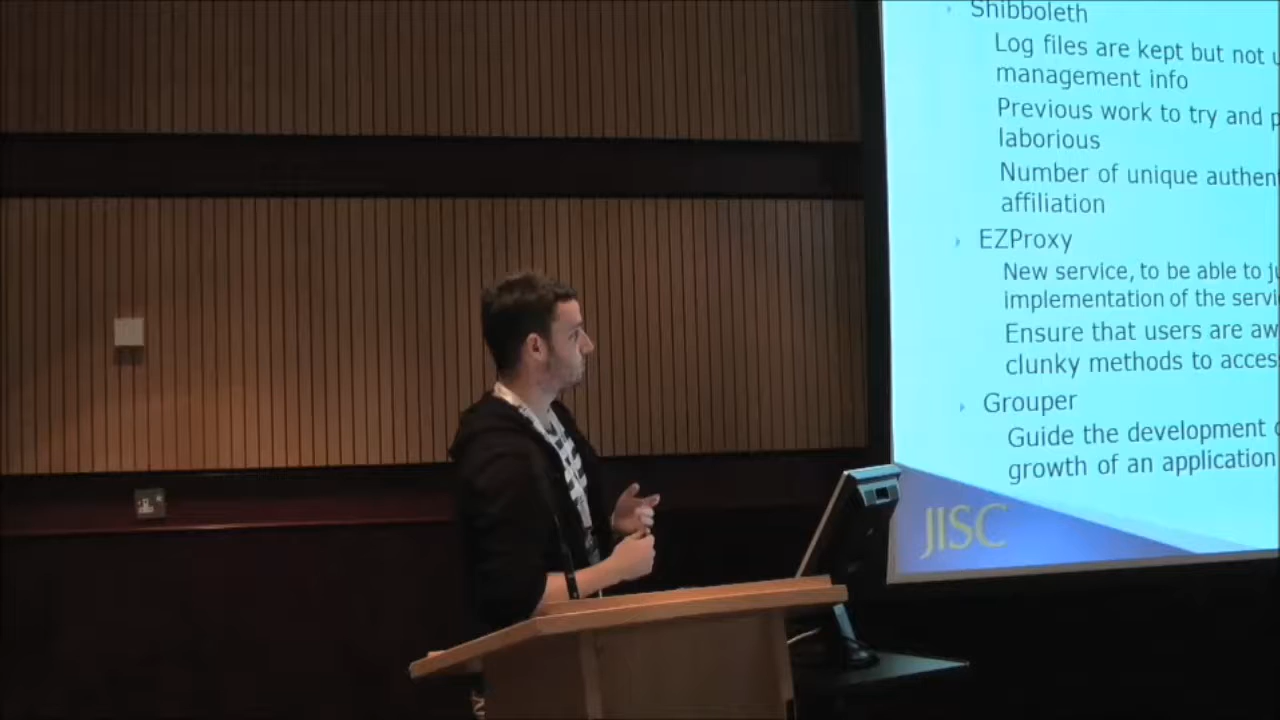 Shibboleth
Log files are kept but not
management info
Previous work to try and
laborious
Number of unique authen
affiliation
EZProxy
New service, to be able to
implementation of the servi
Ensure that users are aw
clunky methods to acces
Grouper
Guide the development
growth of an application
JISC